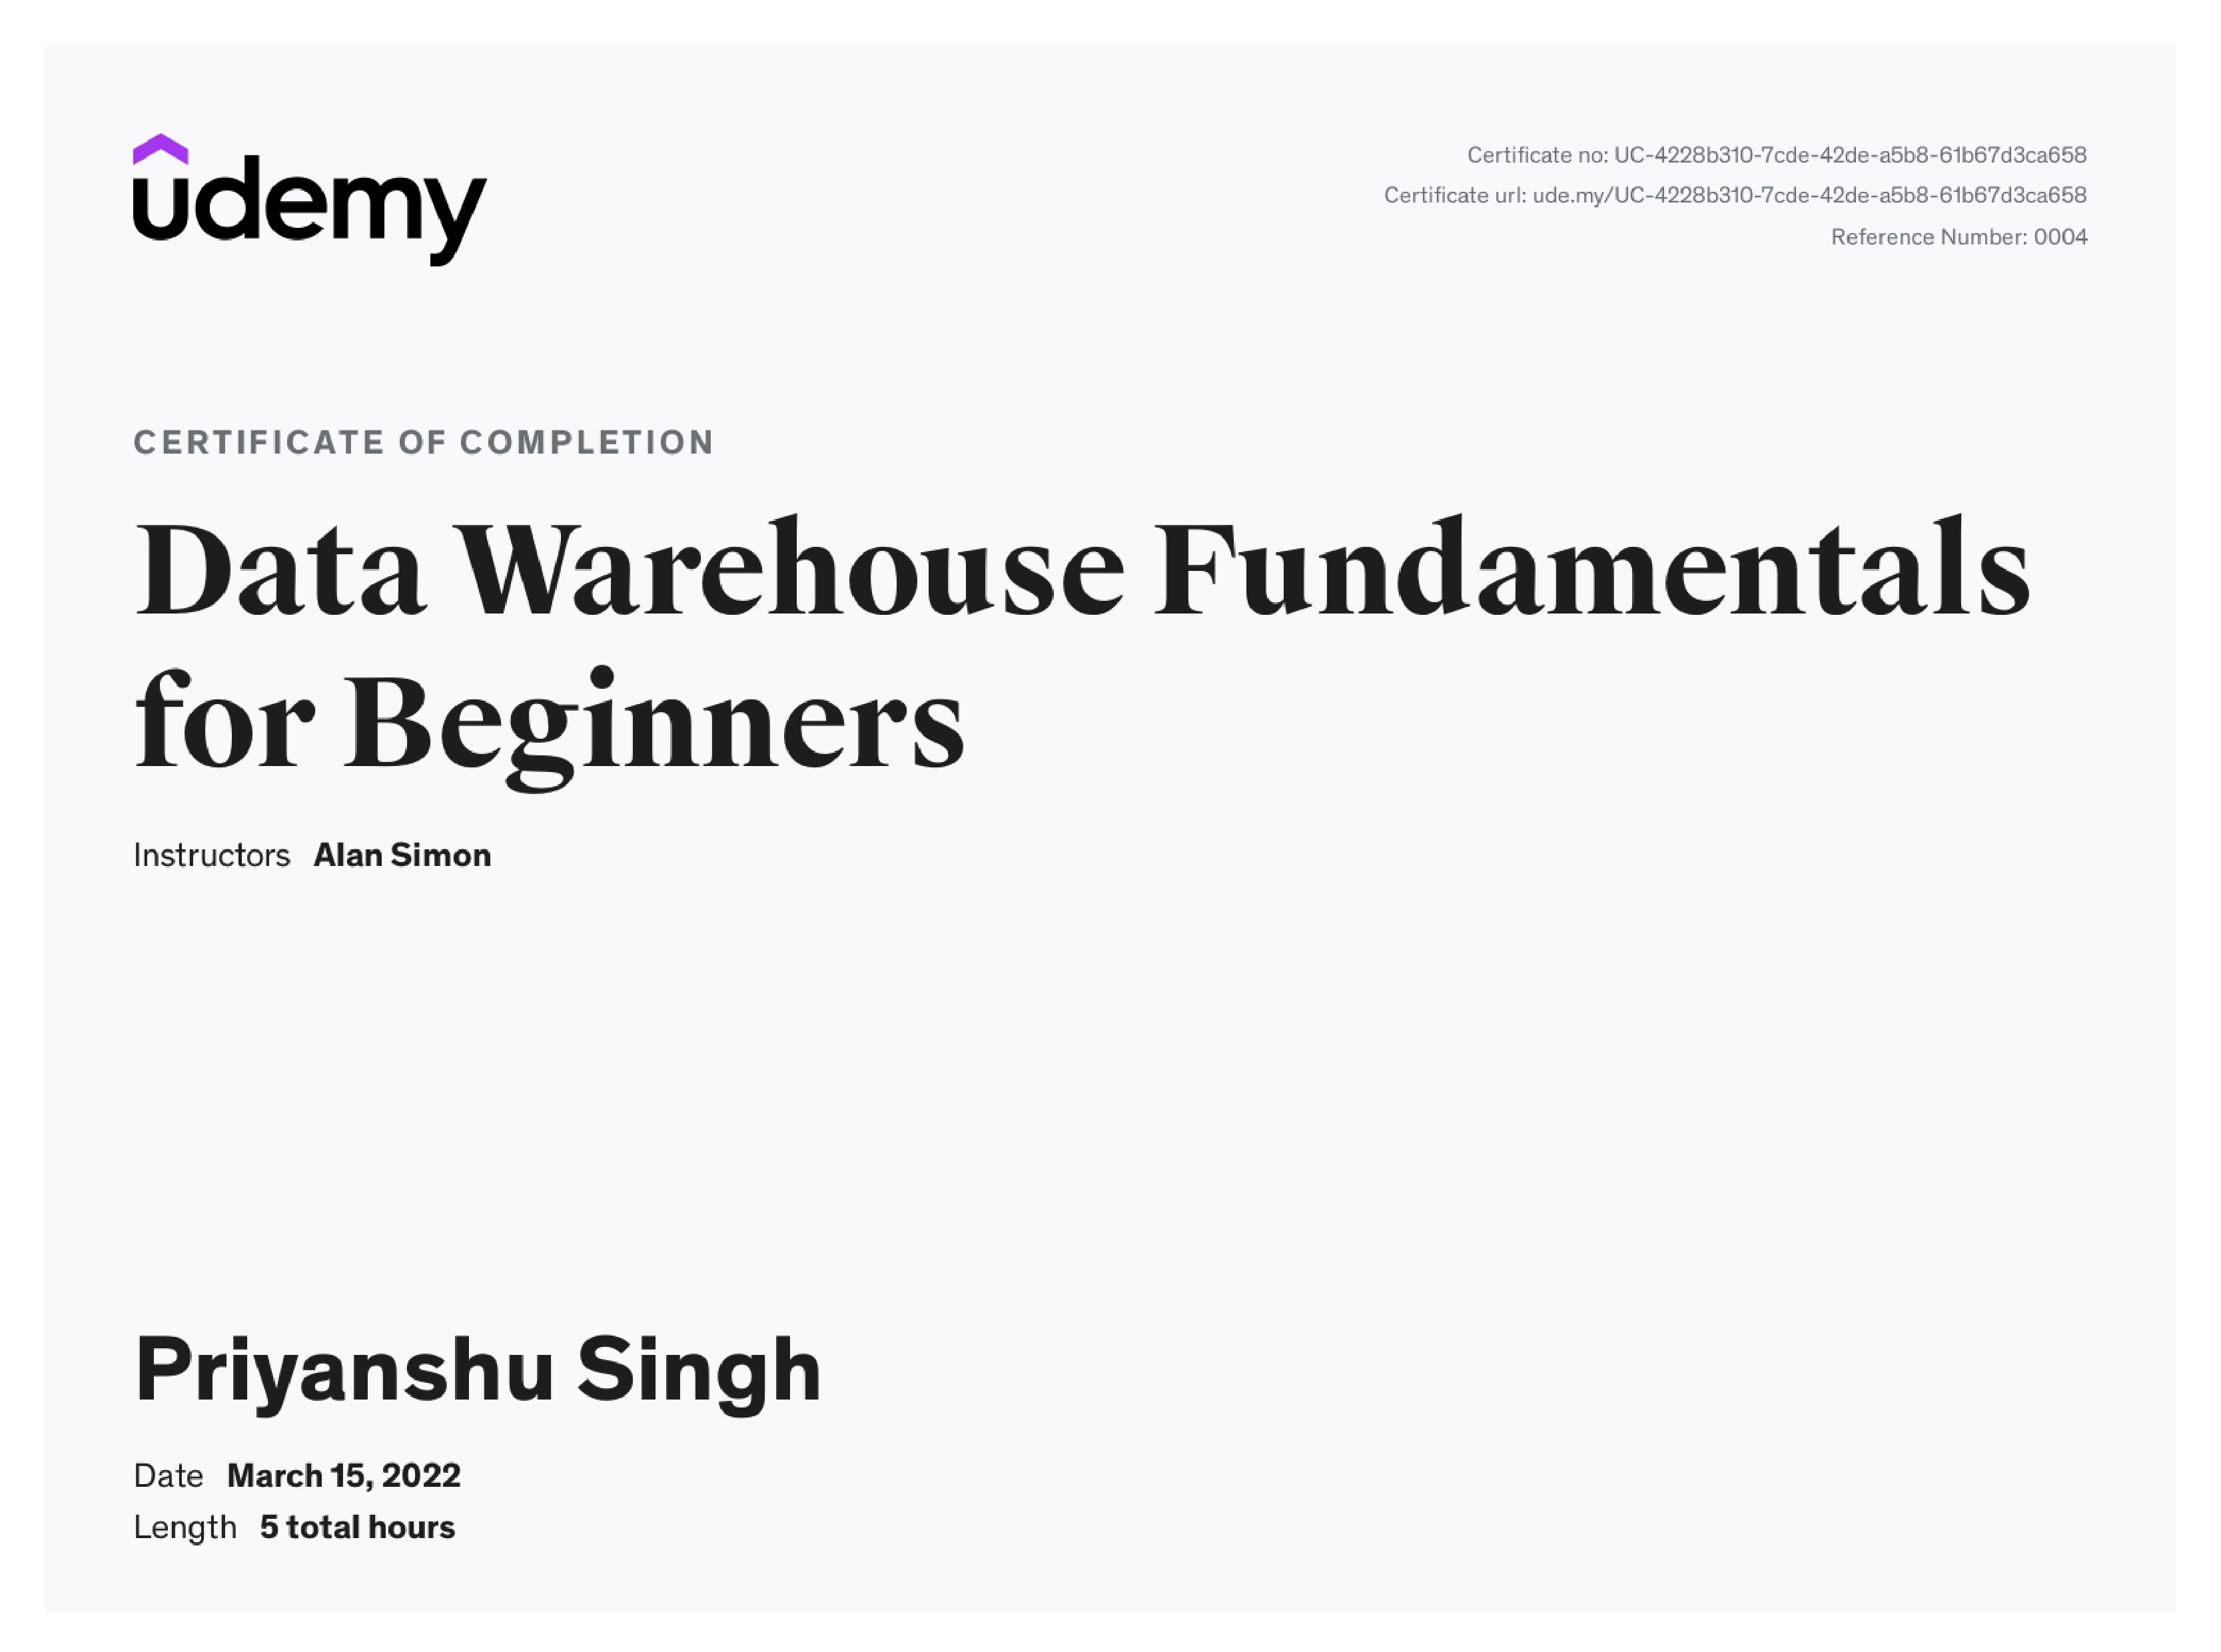 udemy
Certificate no: UC-4228b310-7cde-42de-a5b8-61b67d3ca658
Certificate url: ude.my/UC-4228b310-7cde-42de-a5b8-61b67d3ca658
Reference Number: 0004
CERTIFICATE OF COMPLETION
Data Warehouse Fundamentals
for Beginners
Instructors Alan Simon
Priyanshu Singh
Date March 15, 2022
Length 5 total hours